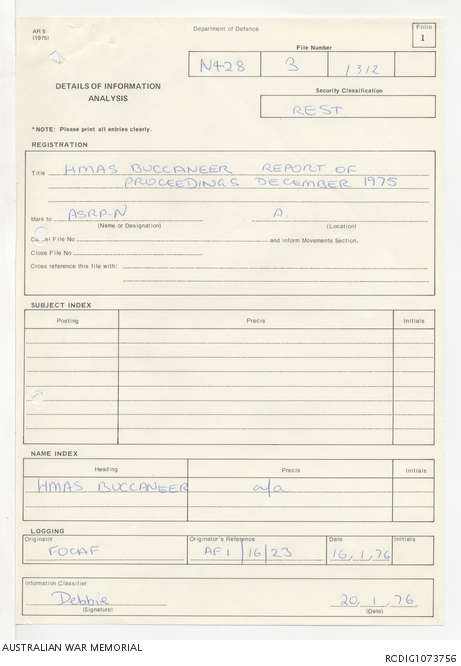 AR 5
(1975)
Department of Defence
Folio
1
File Number
N428 3 1312
DETAILS OF INFORMATION
ANALYSIS
Security Classification
REST
*NOTE: Please print all entries clearly.
REGISTRATION
Title HMAS BUCCANEER REPORT OF
PROCEEDINGS DECEMBER 1975
Mark to ASRP-N A.
(Name or Designation) (Location)
Cancel File No and inform Movements Section.
Close File No
Cross reference this file with:
SUBJECT INDEX
Posting Precis Initials
NAME INDEX
Heading Precis Initials
HMAS BUCCANEER a/a
LOGGING
Originator Originator's Reference Date Initials
FOCAF AF1/16/23 16.1.76
Information Classifier
Debbie 20.1.76
(Signature) (Date)
AUSTRALIAN WAR MEMORIAL RCDIG1073756